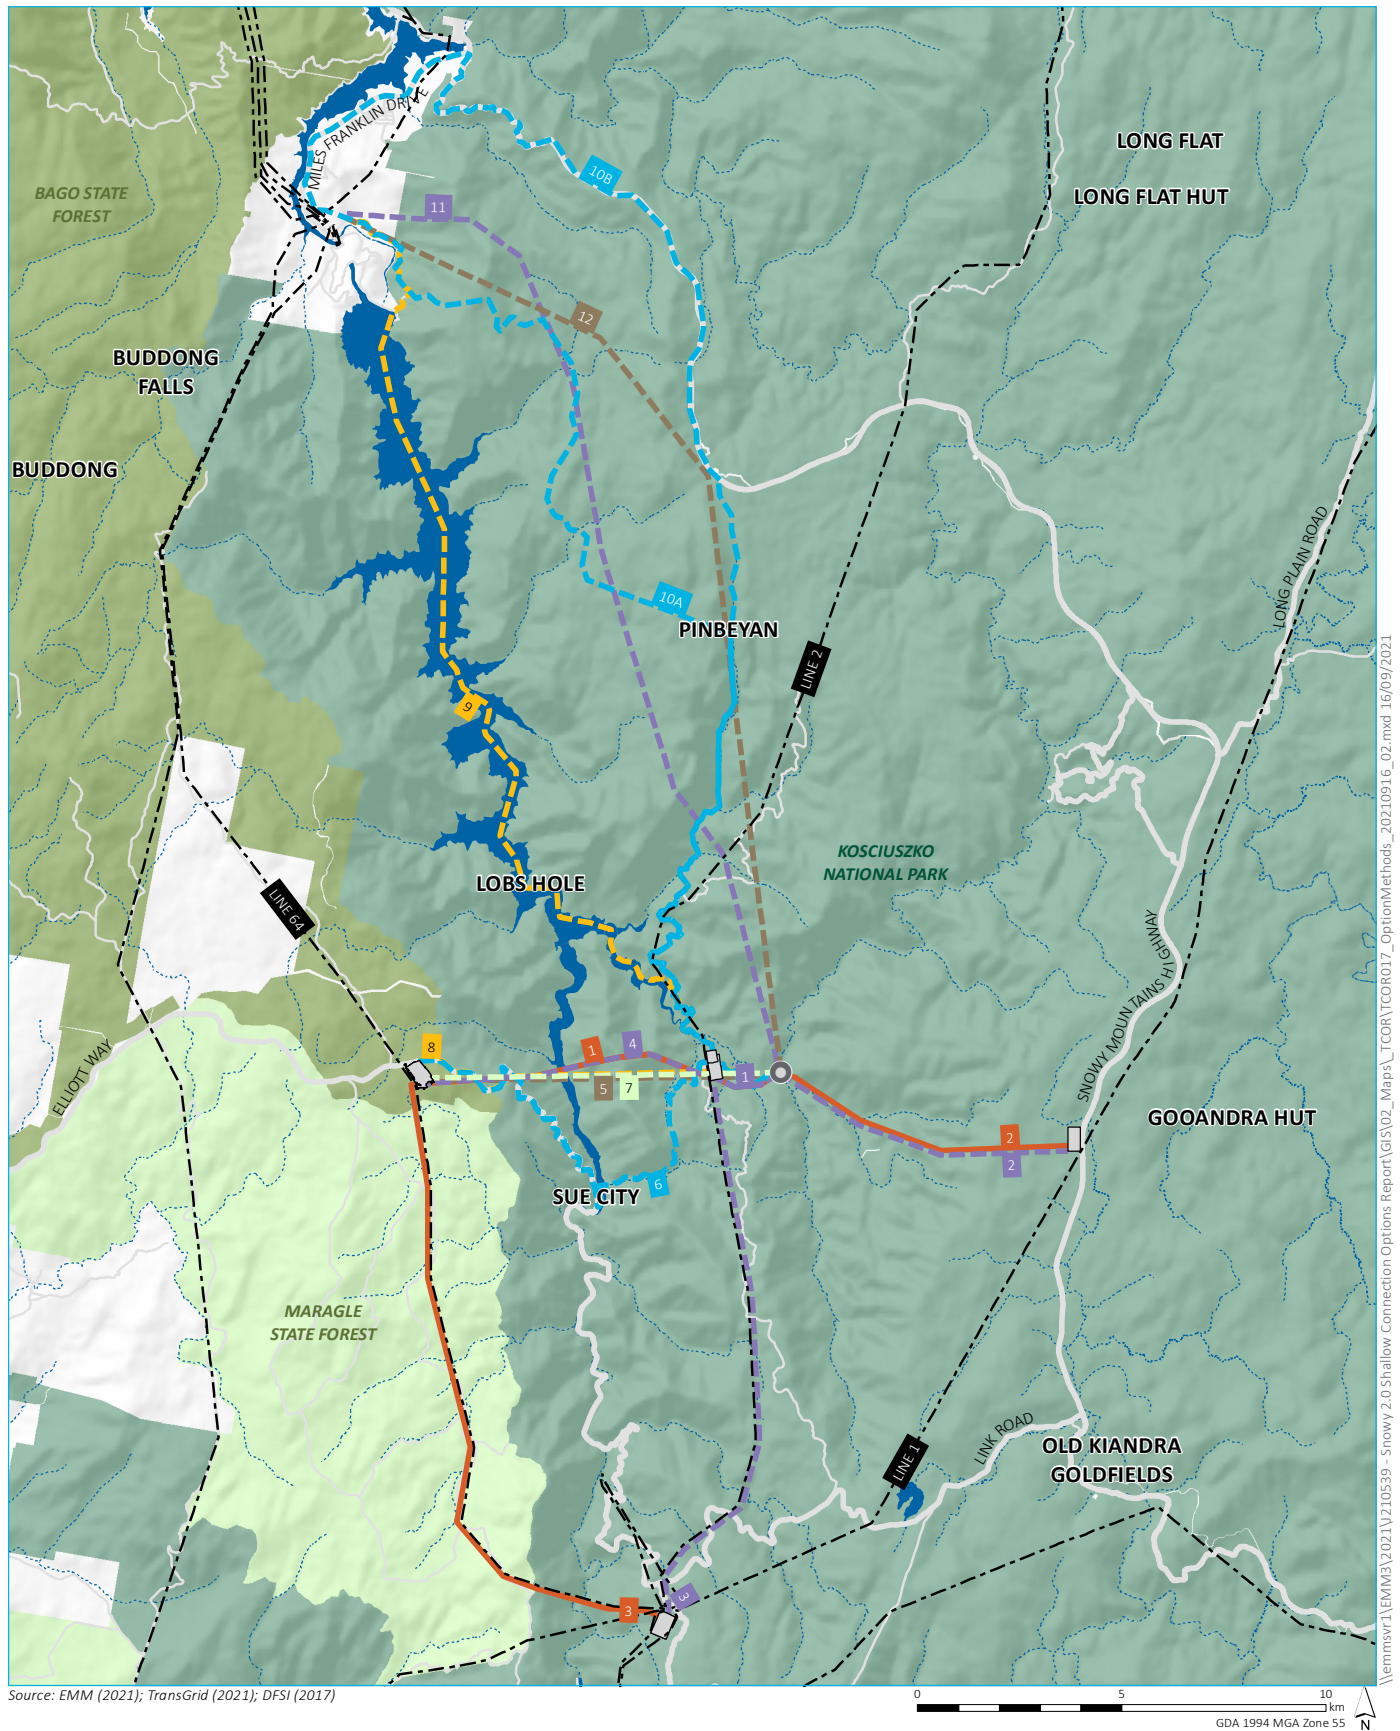 MILES FRANKLIN DRIVE
10B
LONG FLAT
BAGO STATE
FOREST
LONG FLAT HUT
11
12
BUDDONG
FALLS
BUDDONG
LONG PLAIN ROAD
10A
PINBEYAN
LINE 2
9
KOSCIUSZKO
NATIONAL PARK
LOBS HOLE
LINE 64
SNOWY MOUNTAINS HIGHWAY
ELLIOTT WAY
8
1
4
1
5
7
GOOANDRA HUT
2
2
6
SUE CITY
MARAGLE
STATE FOREST
LINK ROAD
LINE 1
OLD KIANDRA
GOLDFIELDS
3
3
\\emmsvr1\EMM3\2021\J210539 - Snowy 2.0 Shallow Connection Options Report\GIS\02_Maps\_TCOR\TCOR017_OptionMethods_20210916_02.mxd 16/09/2021
Source: EMM (2021); TransGrid (2021); DFSI (2017)
0 5 10
km
GDA 1994 MGA Zone 55
N